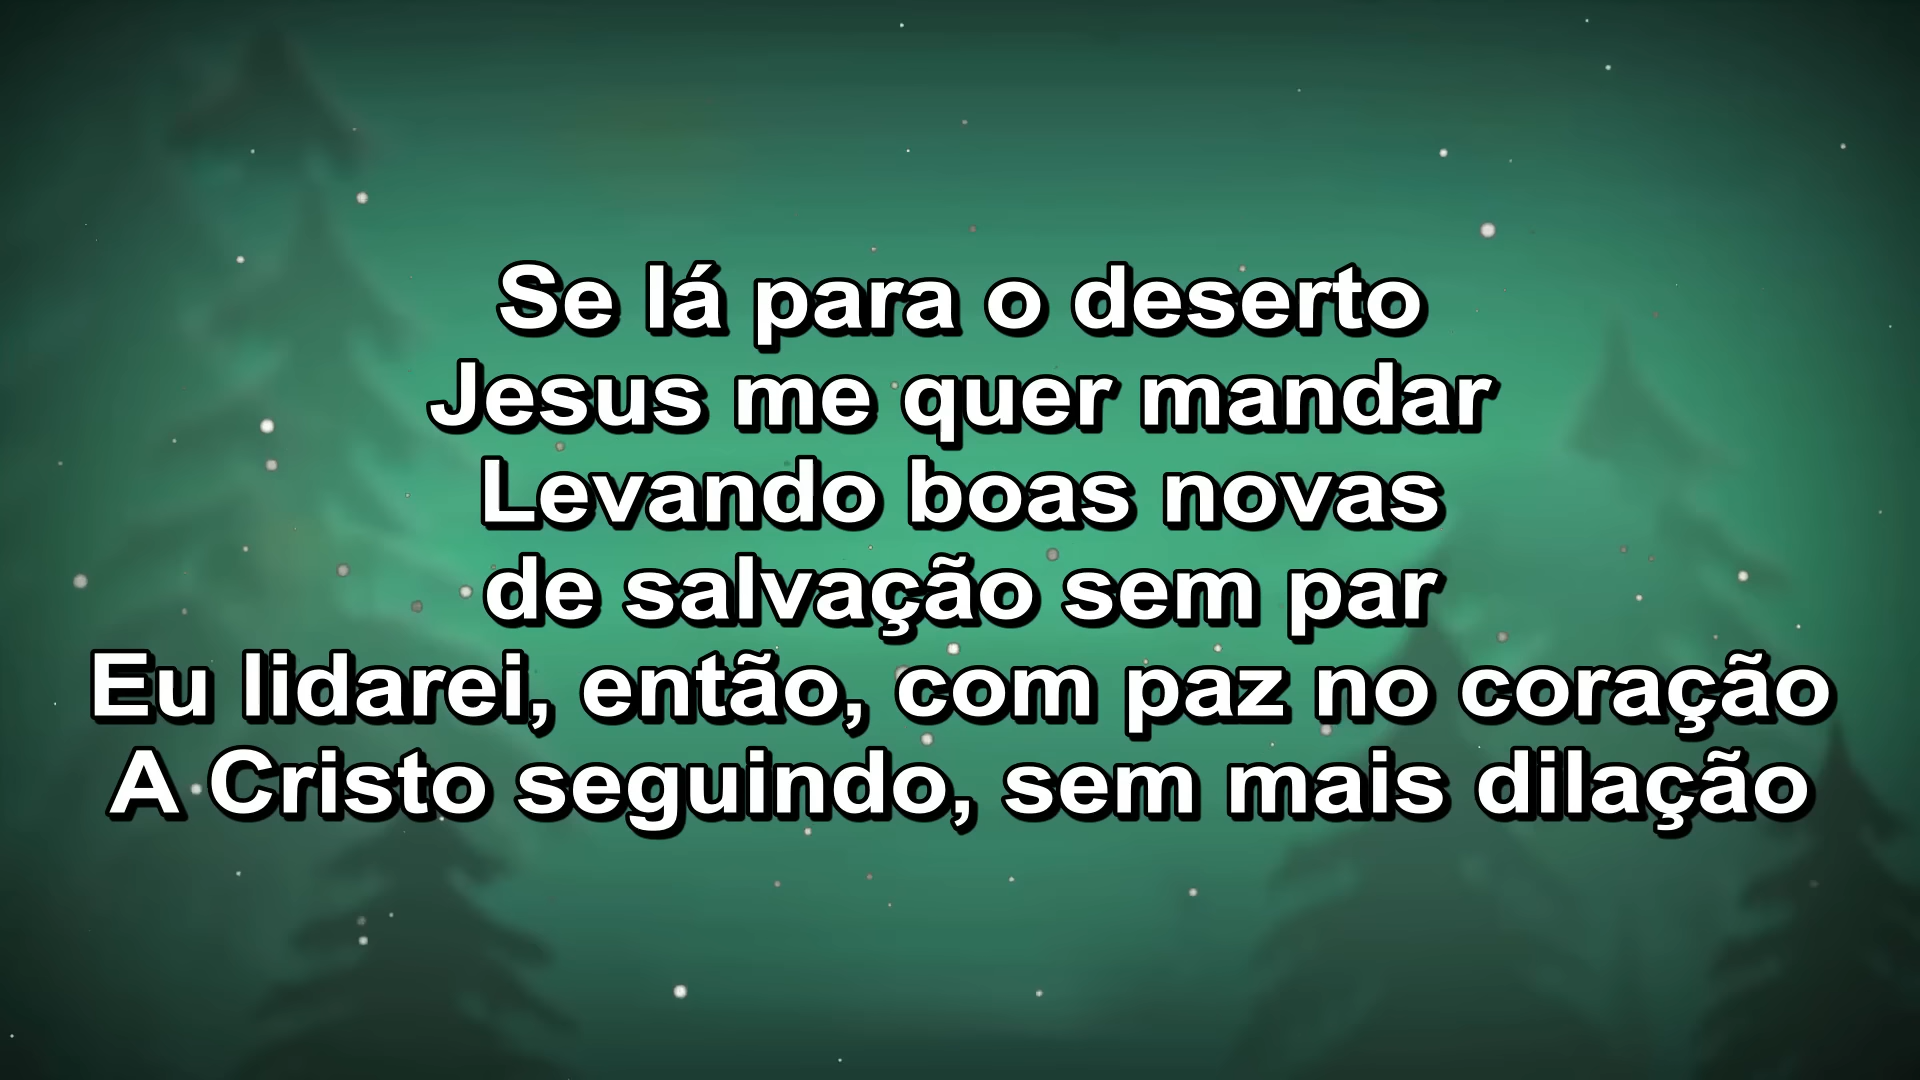 Se lá para o deserto
Jesus me quer mandar
Levando boas novas
de salvação sem par
Eu lidarei, então, com paz no coração
A Cristo seguindo, sem mais dilação